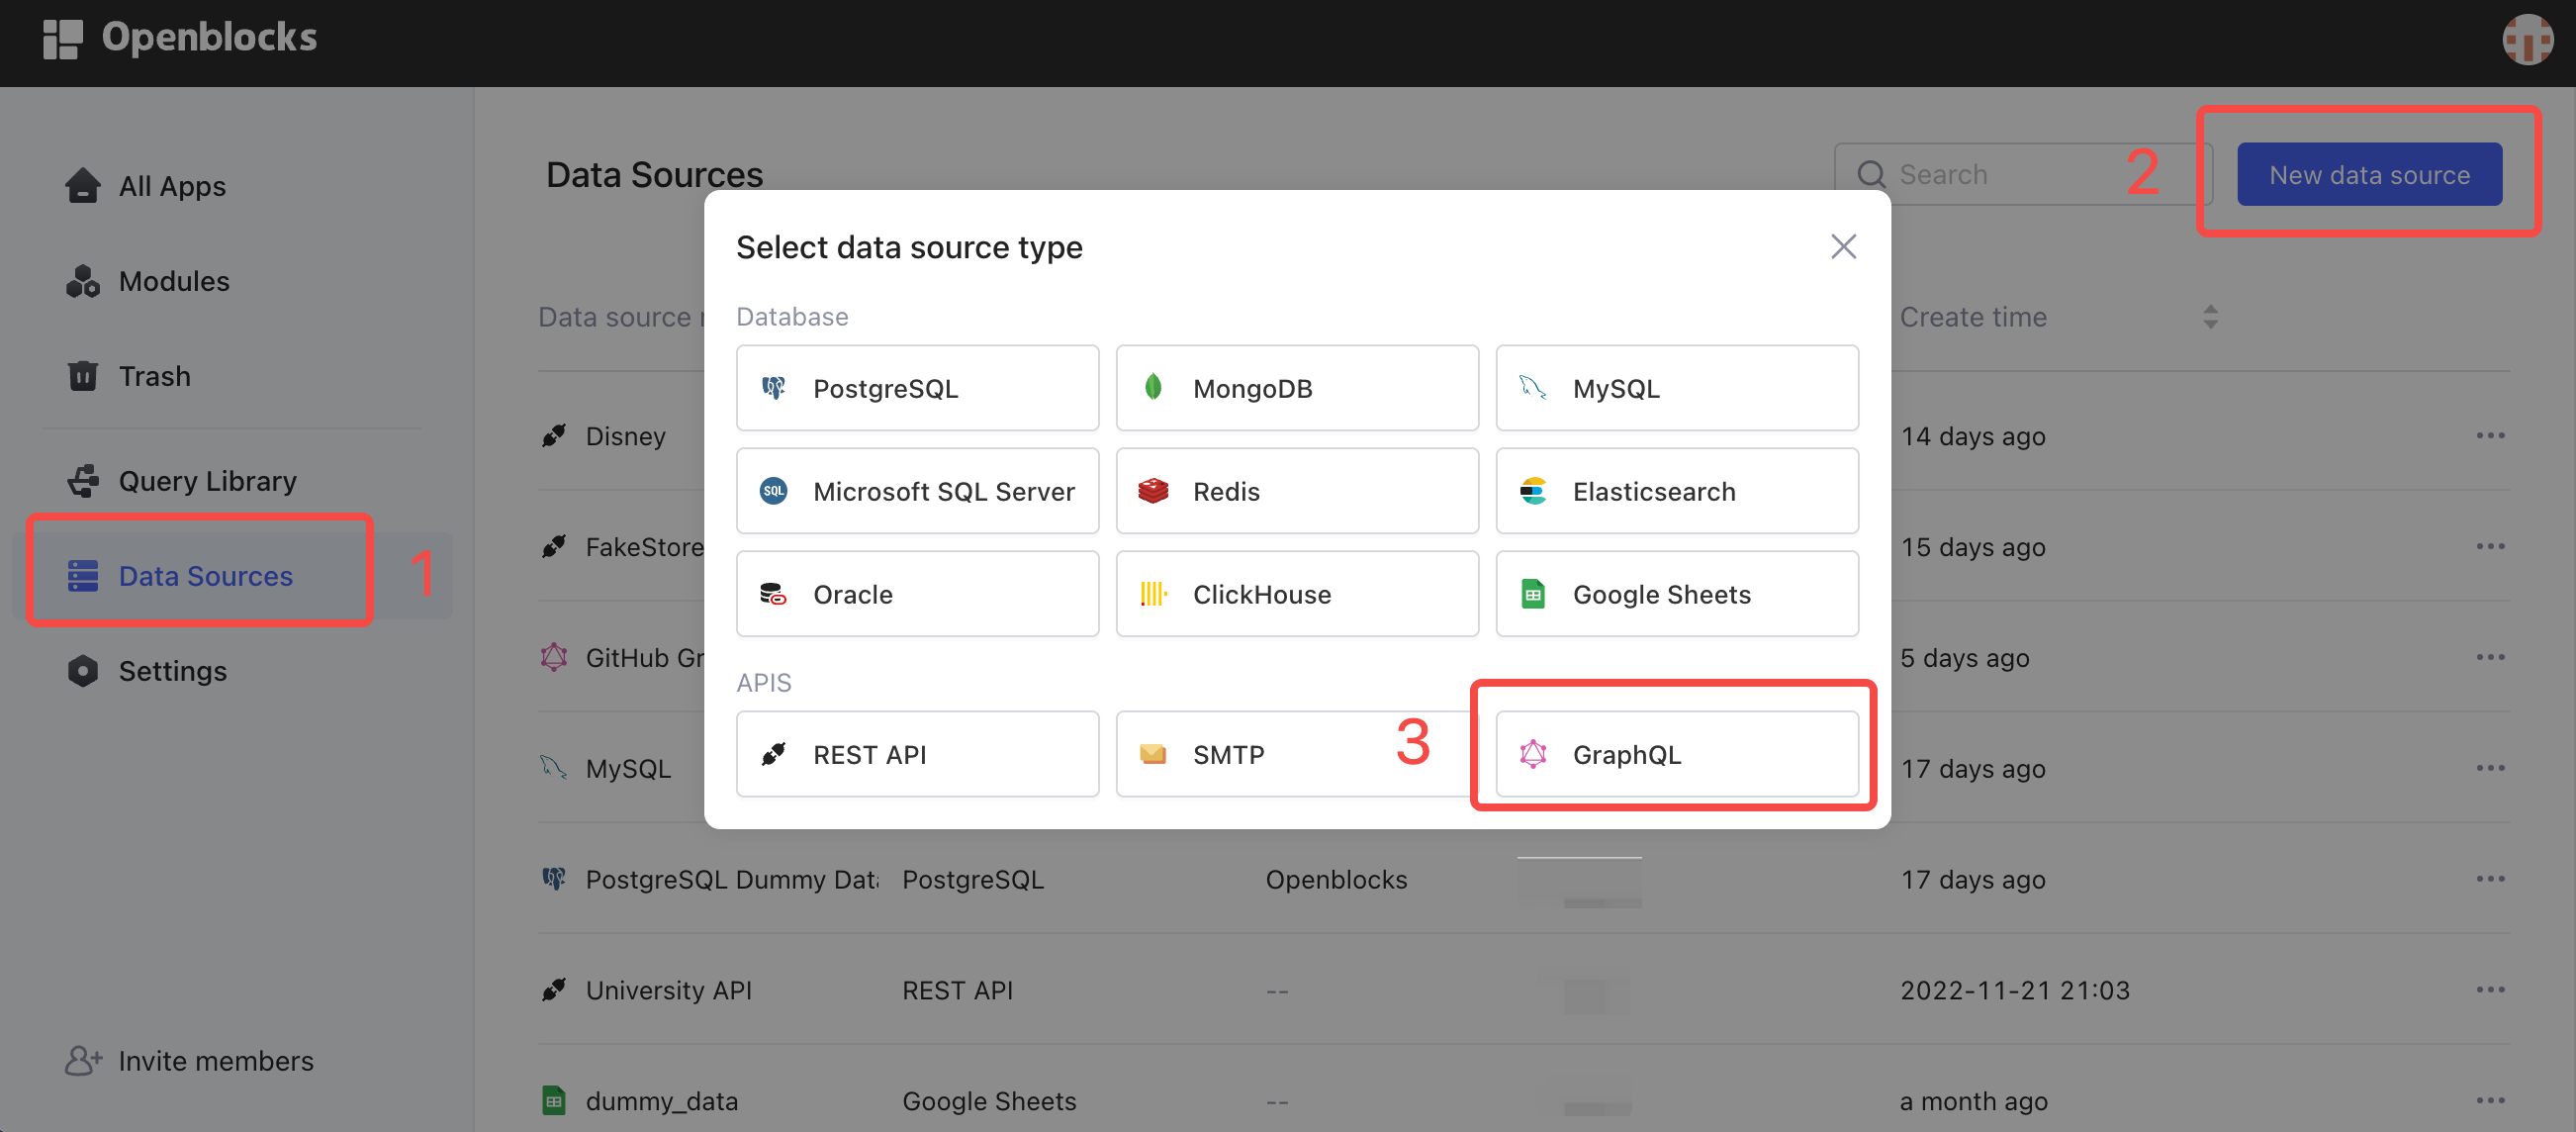 Openblocks
All Apps
Modules
Trash
Query Library
Data Sources
1
Settings
Invite members
Data Sources
Search
2
New data source
Select data source type
Database
PostgreSQL
MongoDB
MySQL
Microsoft SQL Server
SQL
Redis
Elasticsearch
Oracle
ClickHouse
Google Sheets
APIS
REST API
SMTP
3
GraphQL
Data source
Create time
Disney
14 days ago
FakeStore
15 days ago
GitHub Gr
5 days ago
MySQL
17 days ago
PostgreSQL Dummy Data PostgreSQL Openblocks 17 days ago
University API REST API -- 2022-11-21 21:03
dummy_data Google Sheets -- a month ago